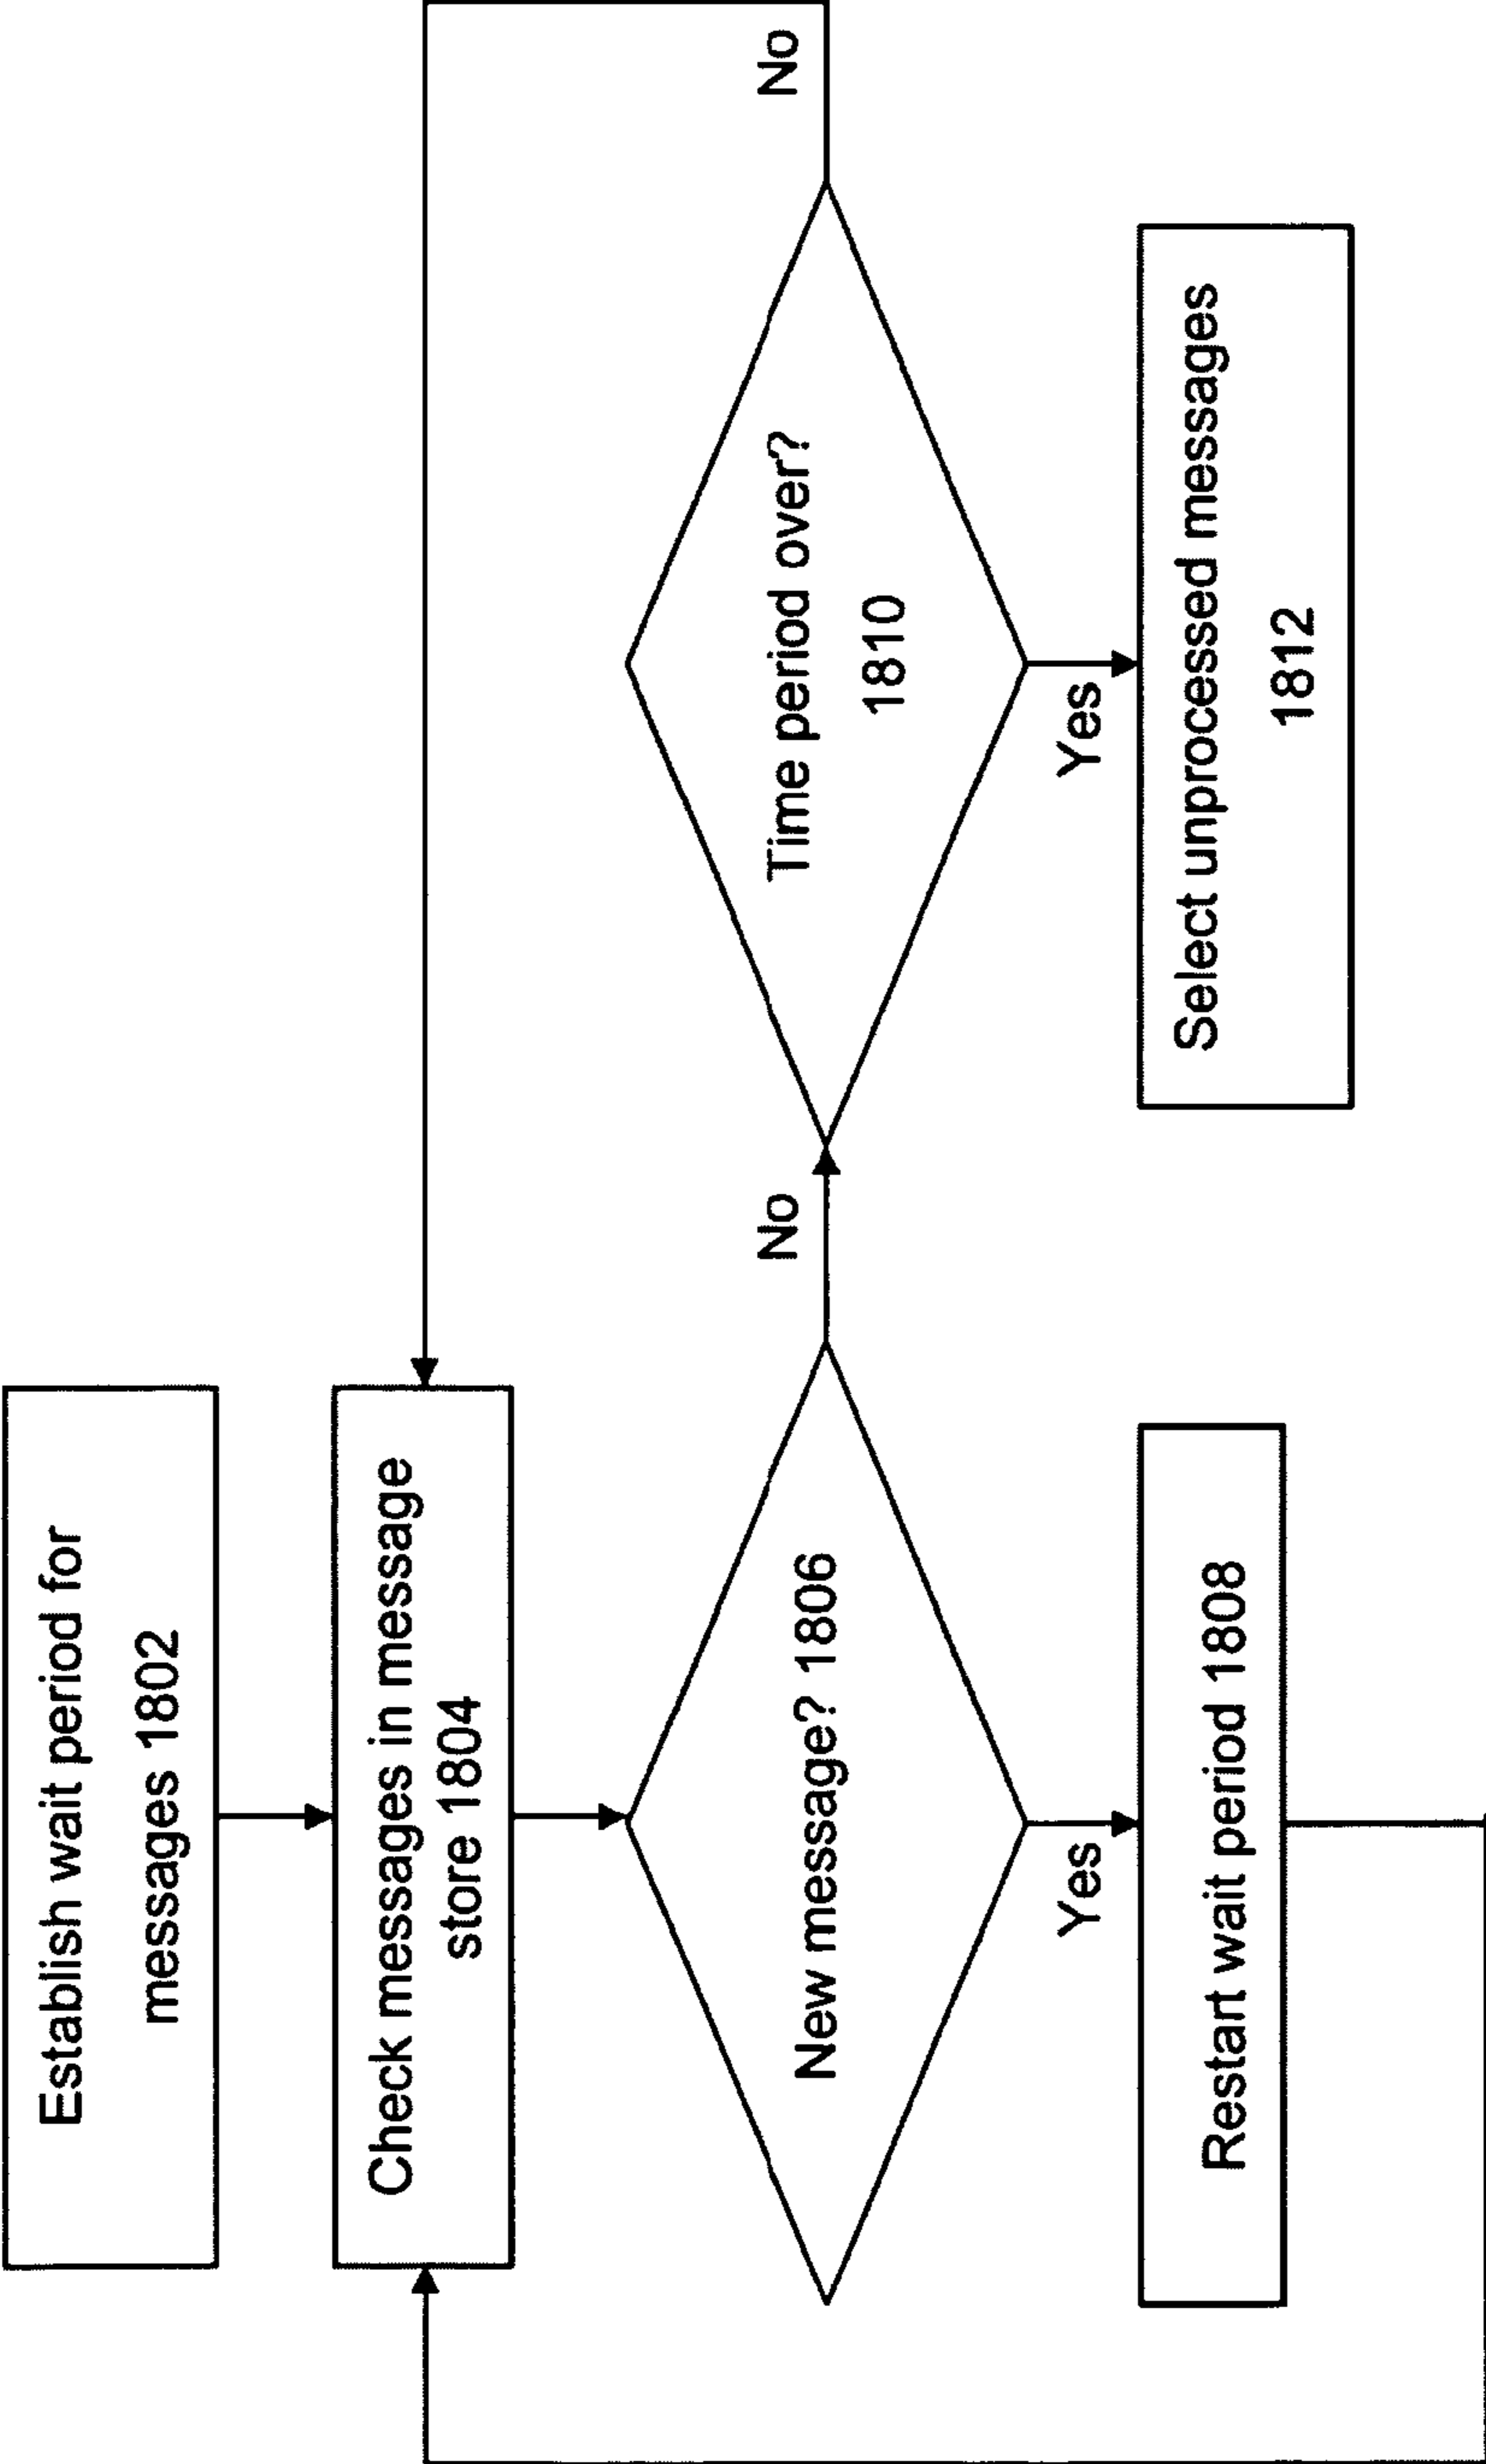 Establish wait period for
messages 1802
Check messages in message
store 1804
New message? 1806
No
Yes
Restart wait period 1808
Time period over?
1810
No
Yes
Select unprocessed messages
1812